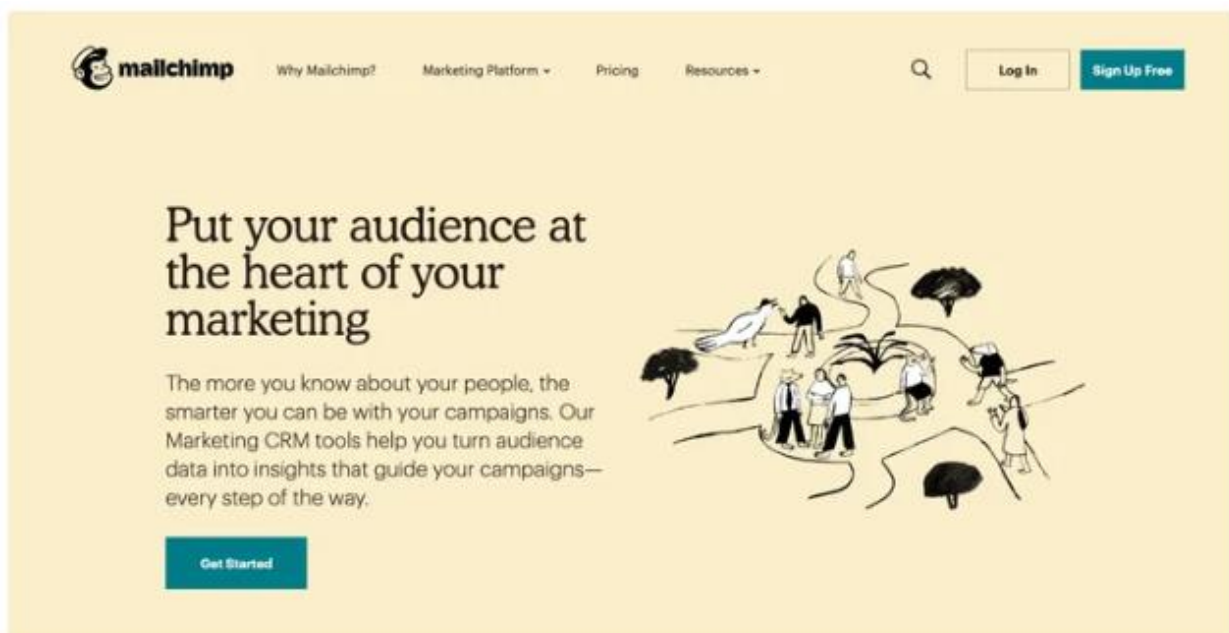 mailchimp
Why Mailchimp?
Marketing Platform
Pricing
Resources
Log In
Sign Up Free
Put your audience at
the heart of your
marketing
The more you know about your people, the
smarter you can be with your campaigns. Our
Marketing CRM tools help you turn audience
data into insights that guide your campaigns—
every step of the way.
Get Started